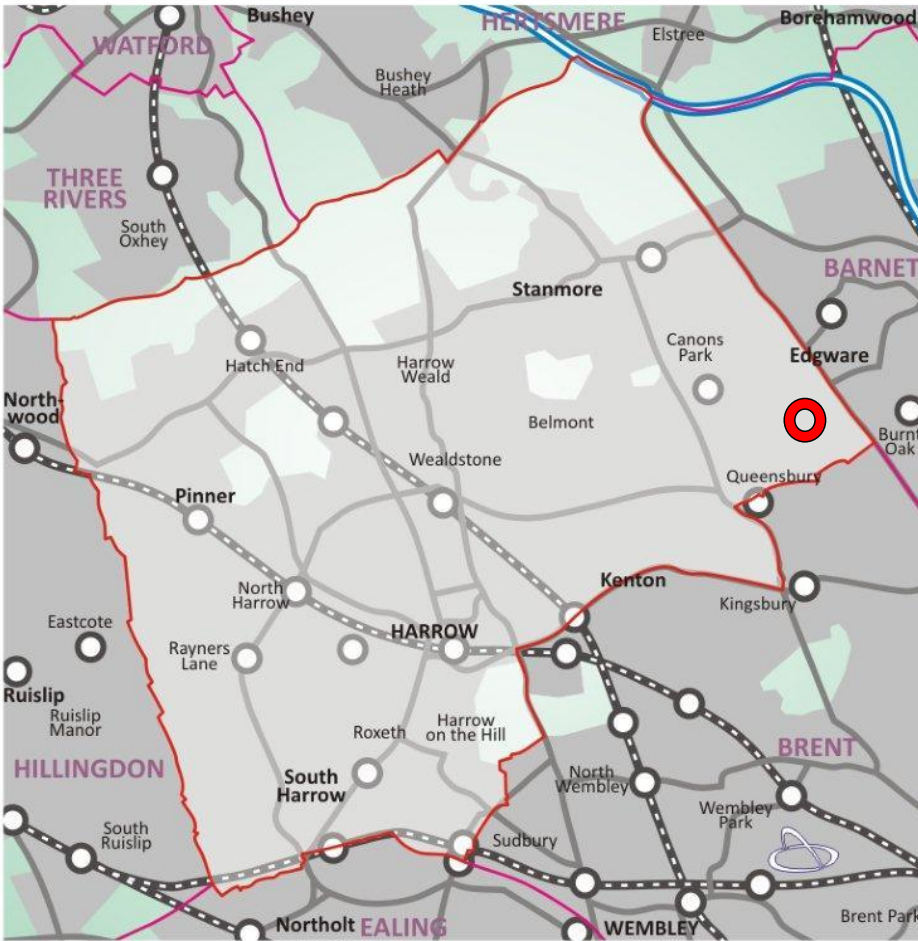 Bushey
HERTSMERE
Borehamwood
WATFORD
Elstree
Bushey
Heath
THREE
RIVERS
South
Oxhey
BARNET
Stanmore
Canons
Park
Edgware
Hatch End
Harrow
Weald
North-
wood
Belmont
Burnt
Oak
Wealdstone
Queensbury
Pinner
North
Harrow
Kenton
Kingsbury
Eastcote
HARROW
Rayners
Lane
Ruislip
Ruislip
Manor
Roxeth
Harrow
on the Hill
BRENT
HILLINGDON
South
Harrow
North
Wembley
Wembley
Park
South
Ruislip
Sudbury
Northolt
EALING
WEMBLEY
Brent Park